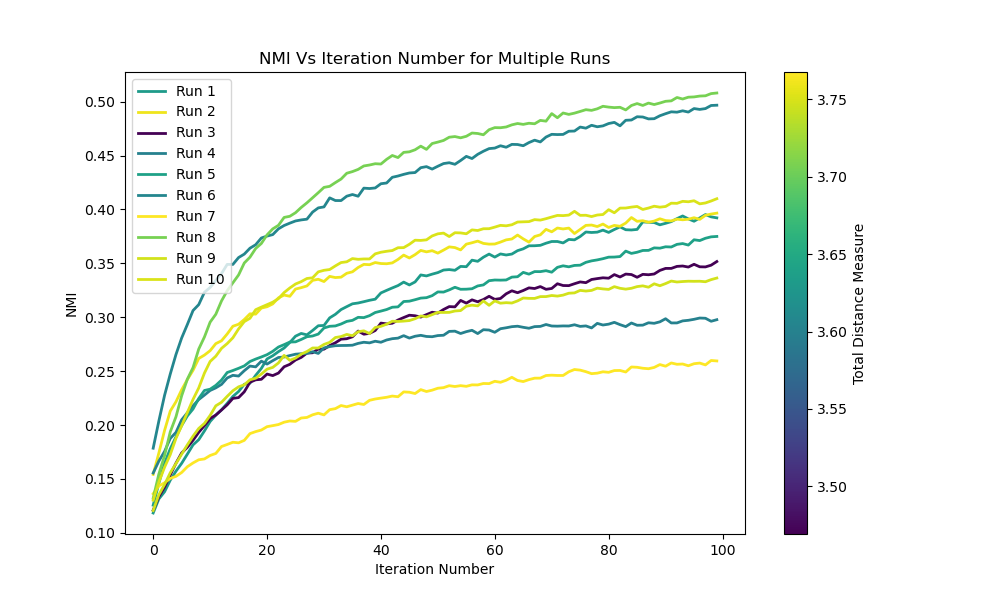 NMI Vs Iteration Number for Multiple Runs
Run 1
Run 2
Run 3
Run 4
Run 5
Run 6
Run 7
Run 8
Run 9
Run 10
0.50
0.45
0.40
0.35
0.30
0.25
0.20
0.15
0.10
NMI
0 20 40 60 80 100
Iteration Number
3.75
3.70
3.65
3.60
3.55
3.50
Total Distance Measure